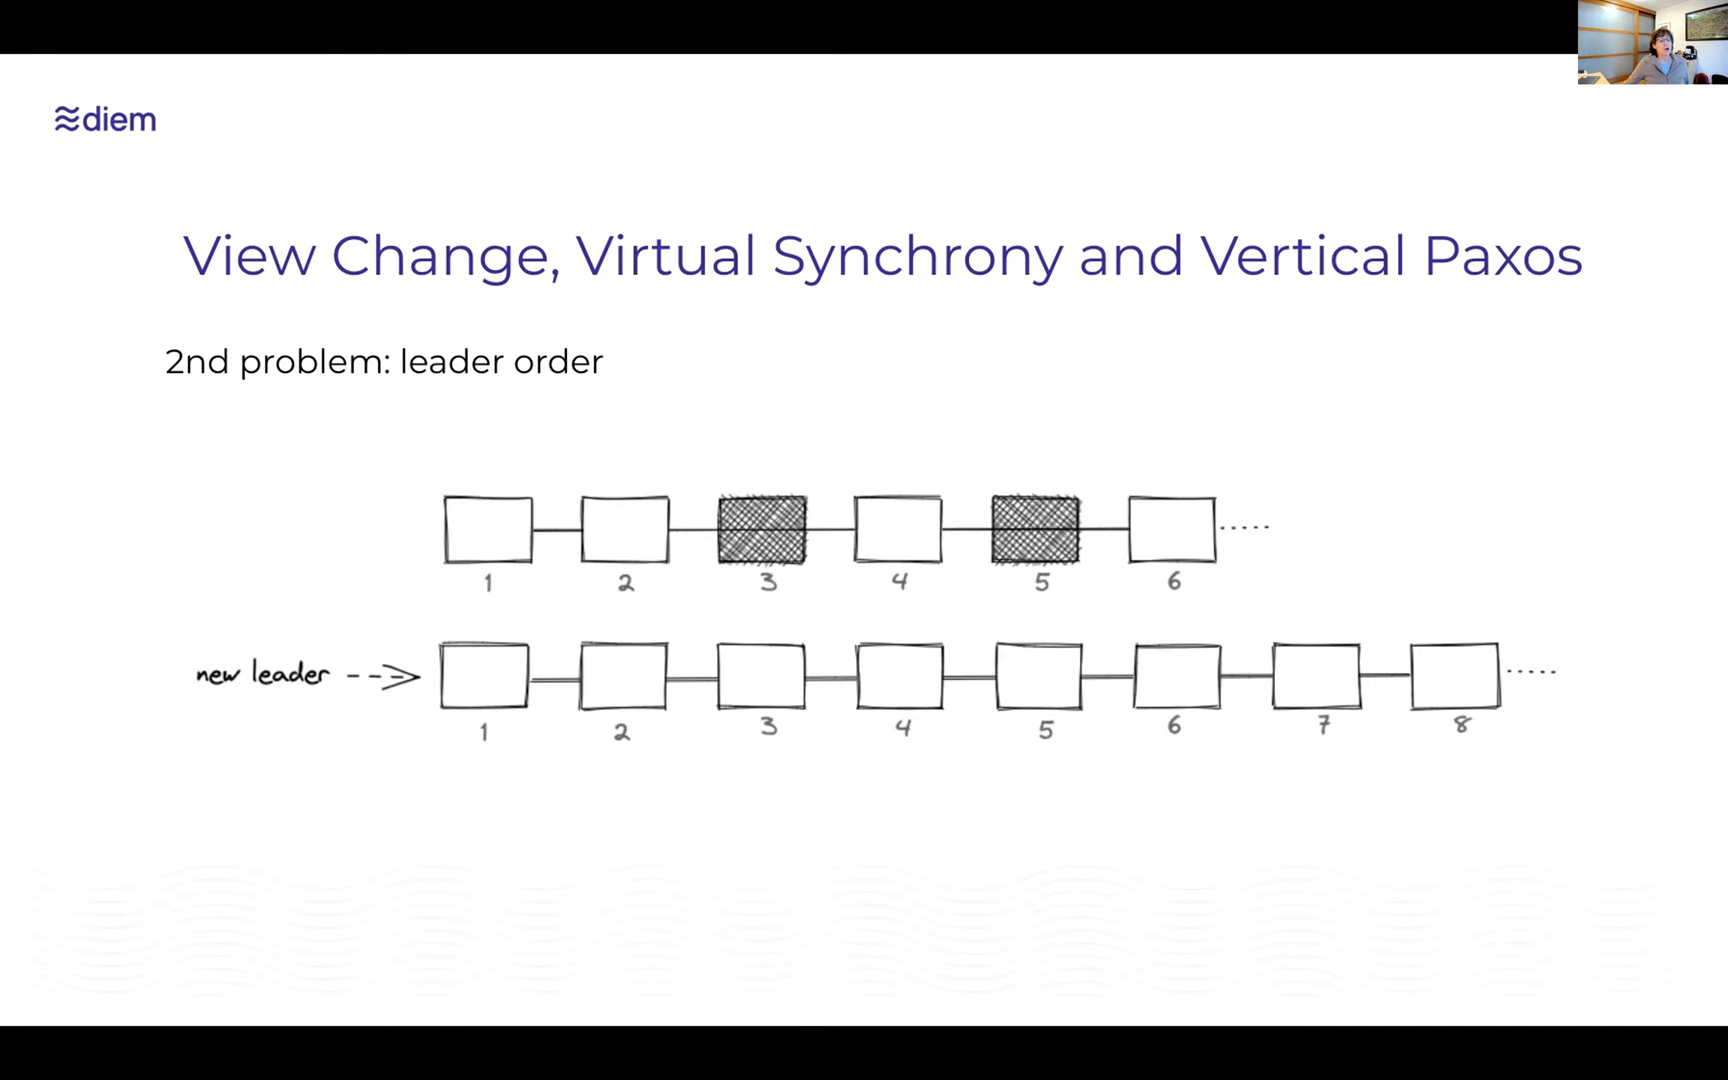 diem
View Change, Virtual Synchrony and Vertical Paxos
2nd problem: leader order
1 2 3 4 5 6
new leader
1 2 3 4 5 6 7 8